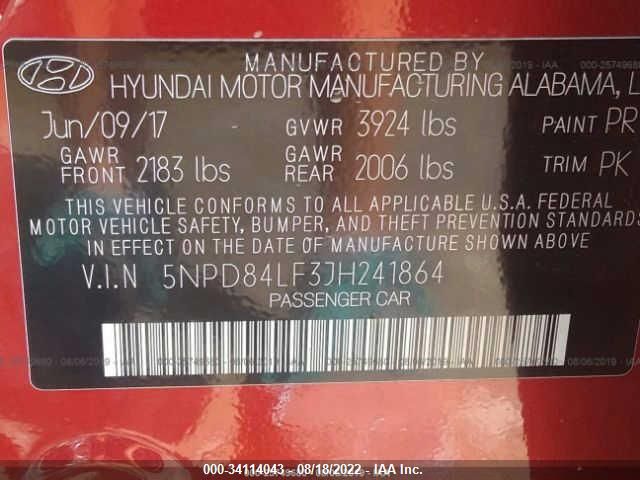 MANUFACTURED BY
HYUNDAI MOTOR MANUFACTURING ALABAMA, L
Jun/09/17 GVWR 3924 lbs PAINT PR
GAWR FRONT 2183 lbs GAWR REAR 2006 lbs TRIM PK
THIS VEHICLE CONFORMS TO ALL APPLICABLE U.S.A. FEDERAL
MOTOR VEHICLE SAFETY, BUMPER, AND THEFT PREVENTION STANDAR
IN EFFECT ON THE DATE OF MANUFACTURE SHOWN ABOVE.
V.I.N 5NPD84LF3JH241864
PASSENGER CAR
000-34114043 - 08/18/2022 - IAA Inc.